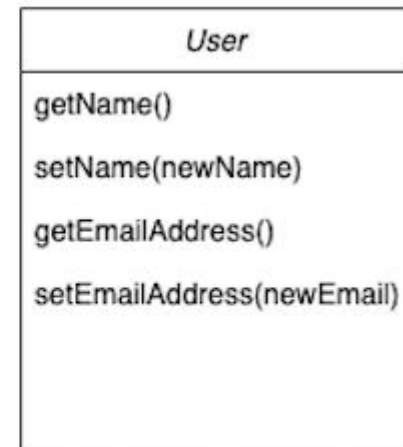 User
getName()
setName(newName)
getEmailAddress()
setEmailAddress(newEmail)